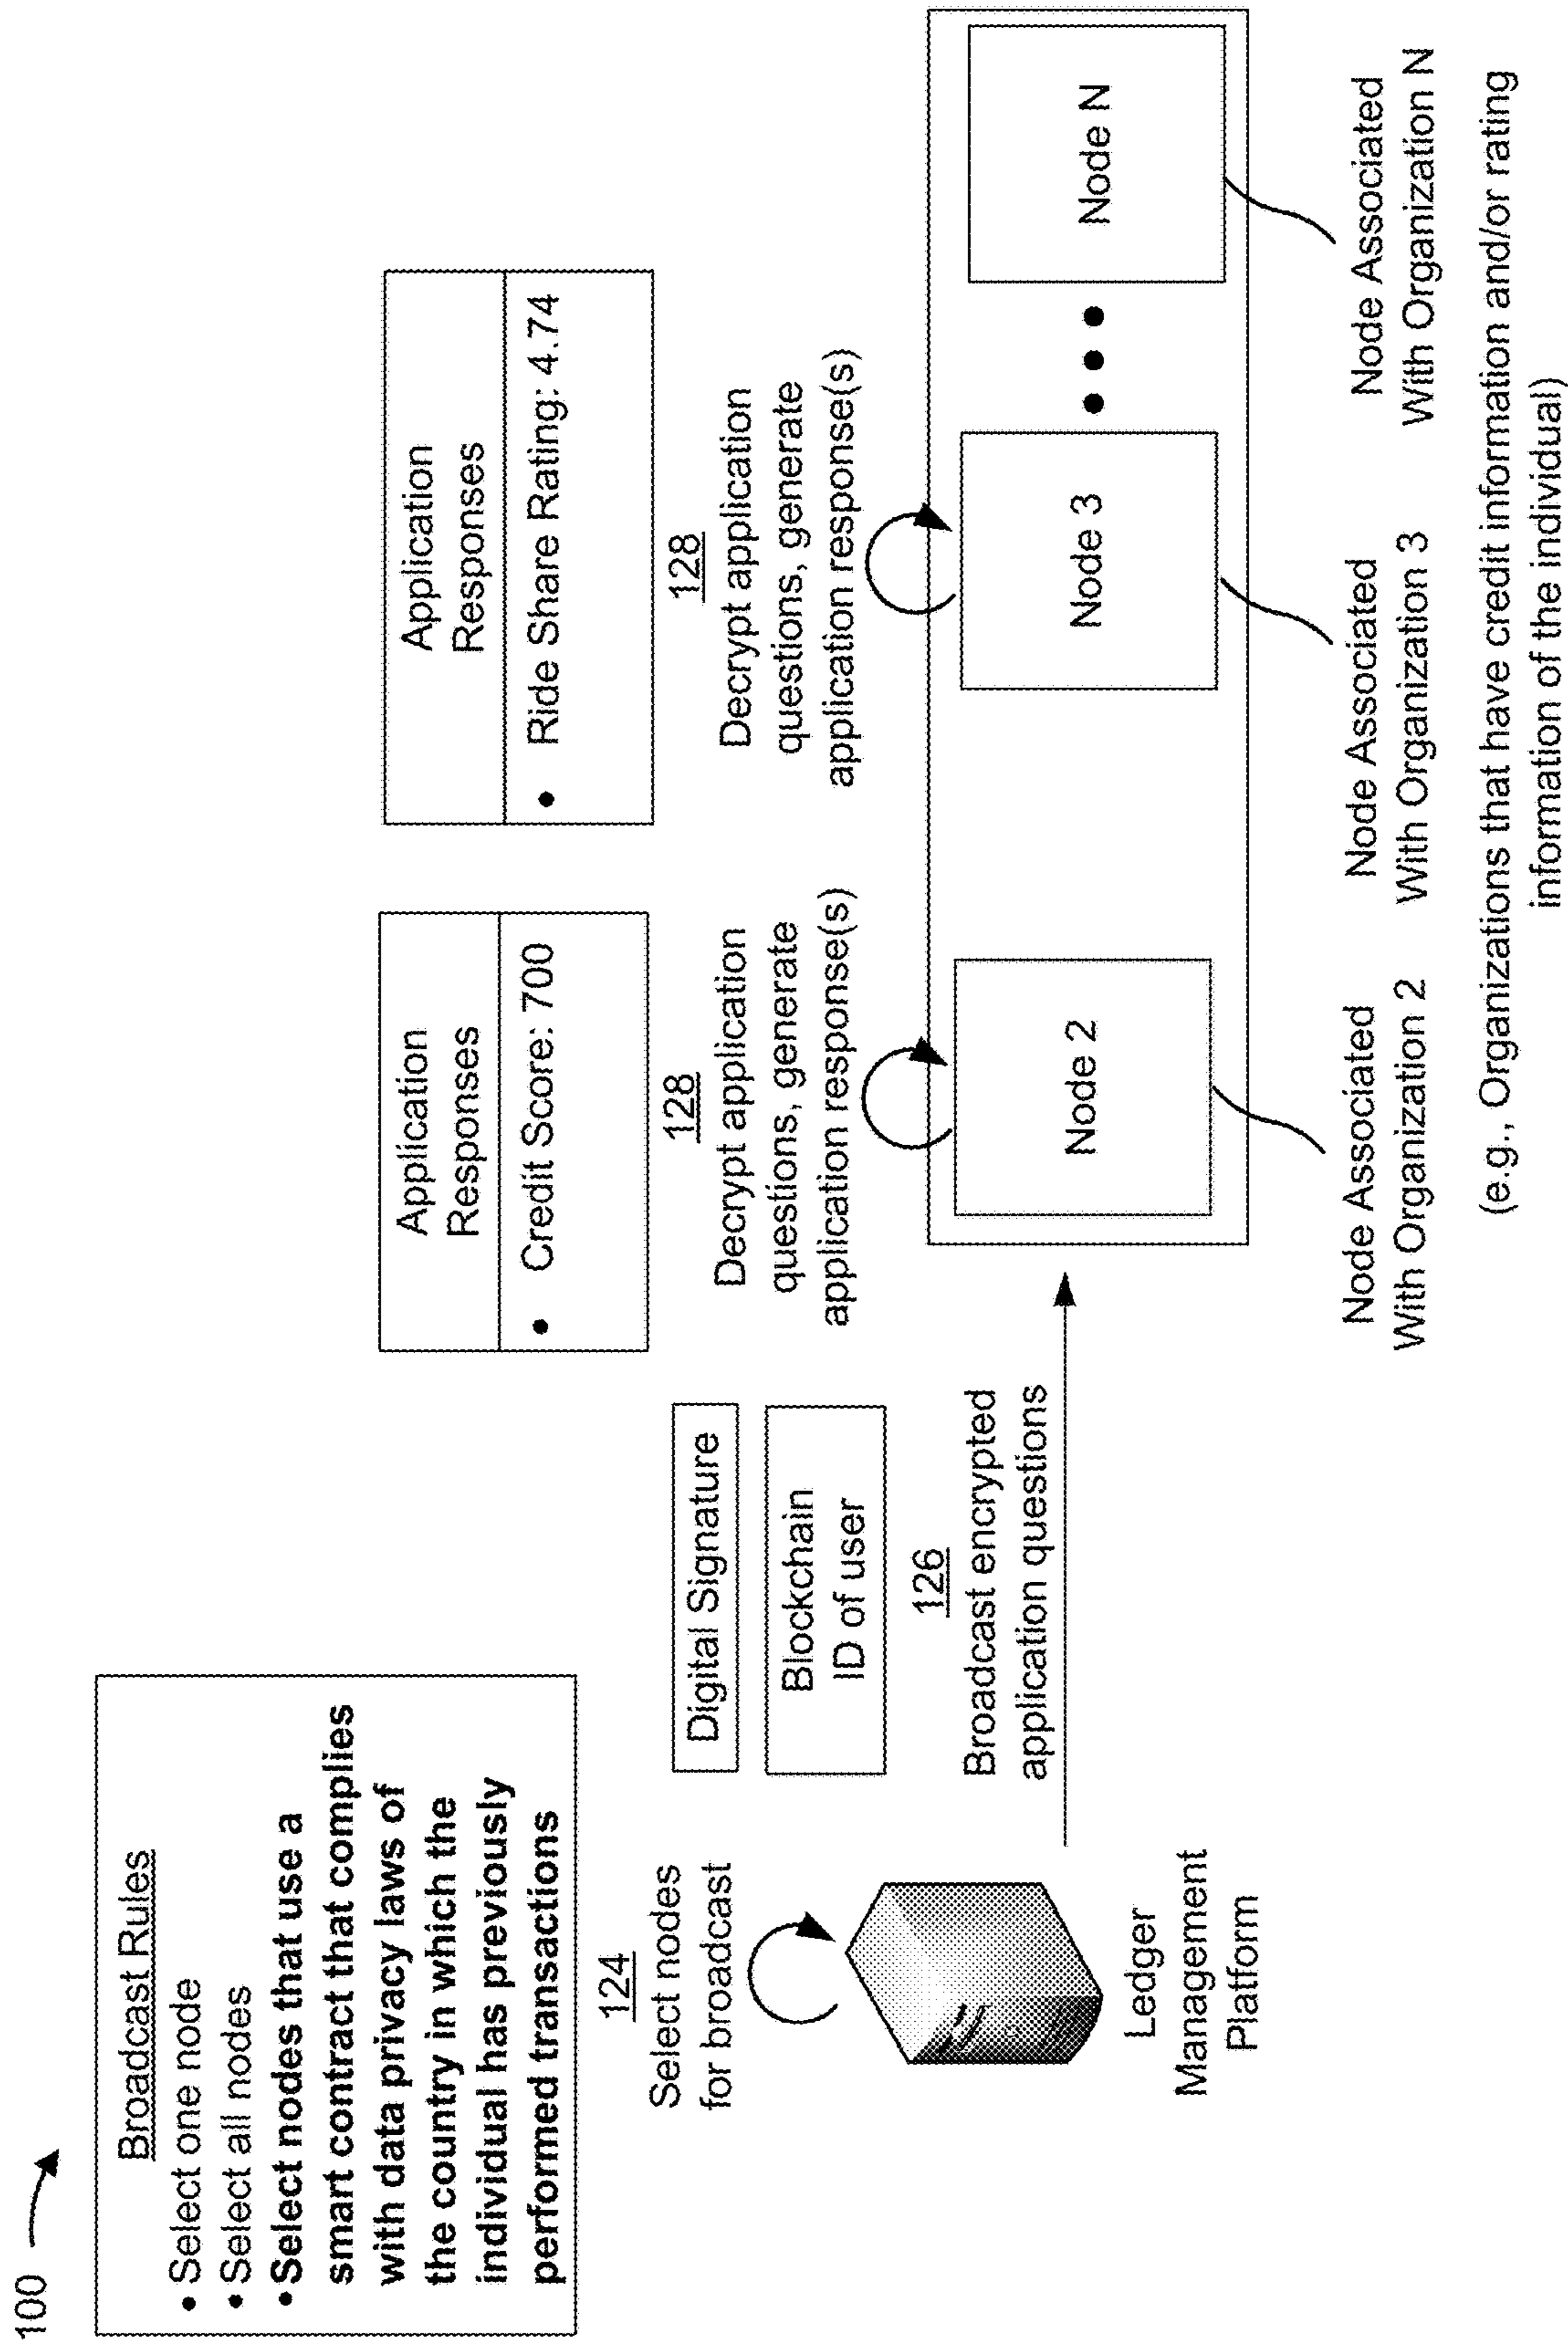 100
Broadcast Rules
• Select one node
• Select all nodes
• Select nodes that use a
smart contract that complies
with data privacy laws of
the country in which the
individual has previously
performed transactions
124
Select nodes
for broadcast
Ledger
Management
Platform
Digital Signature
Blockchain
ID of user
126
Broadcast encrypted
application questions
Application
Responses
• Credit Score: 700
128
Decrypt application
questions, generate
application response(s)
Node 2
Node Associated
With Organization 2
Application
Responses
• Ride Share Rating: 4.74
128
Decrypt application
questions, generate
application response(s)
Node 3
Node Associated
With Organization 3
Node N
Node Associated
With Organization N
(e.g., Organizations that have credit information and/or rating
information of the individual)